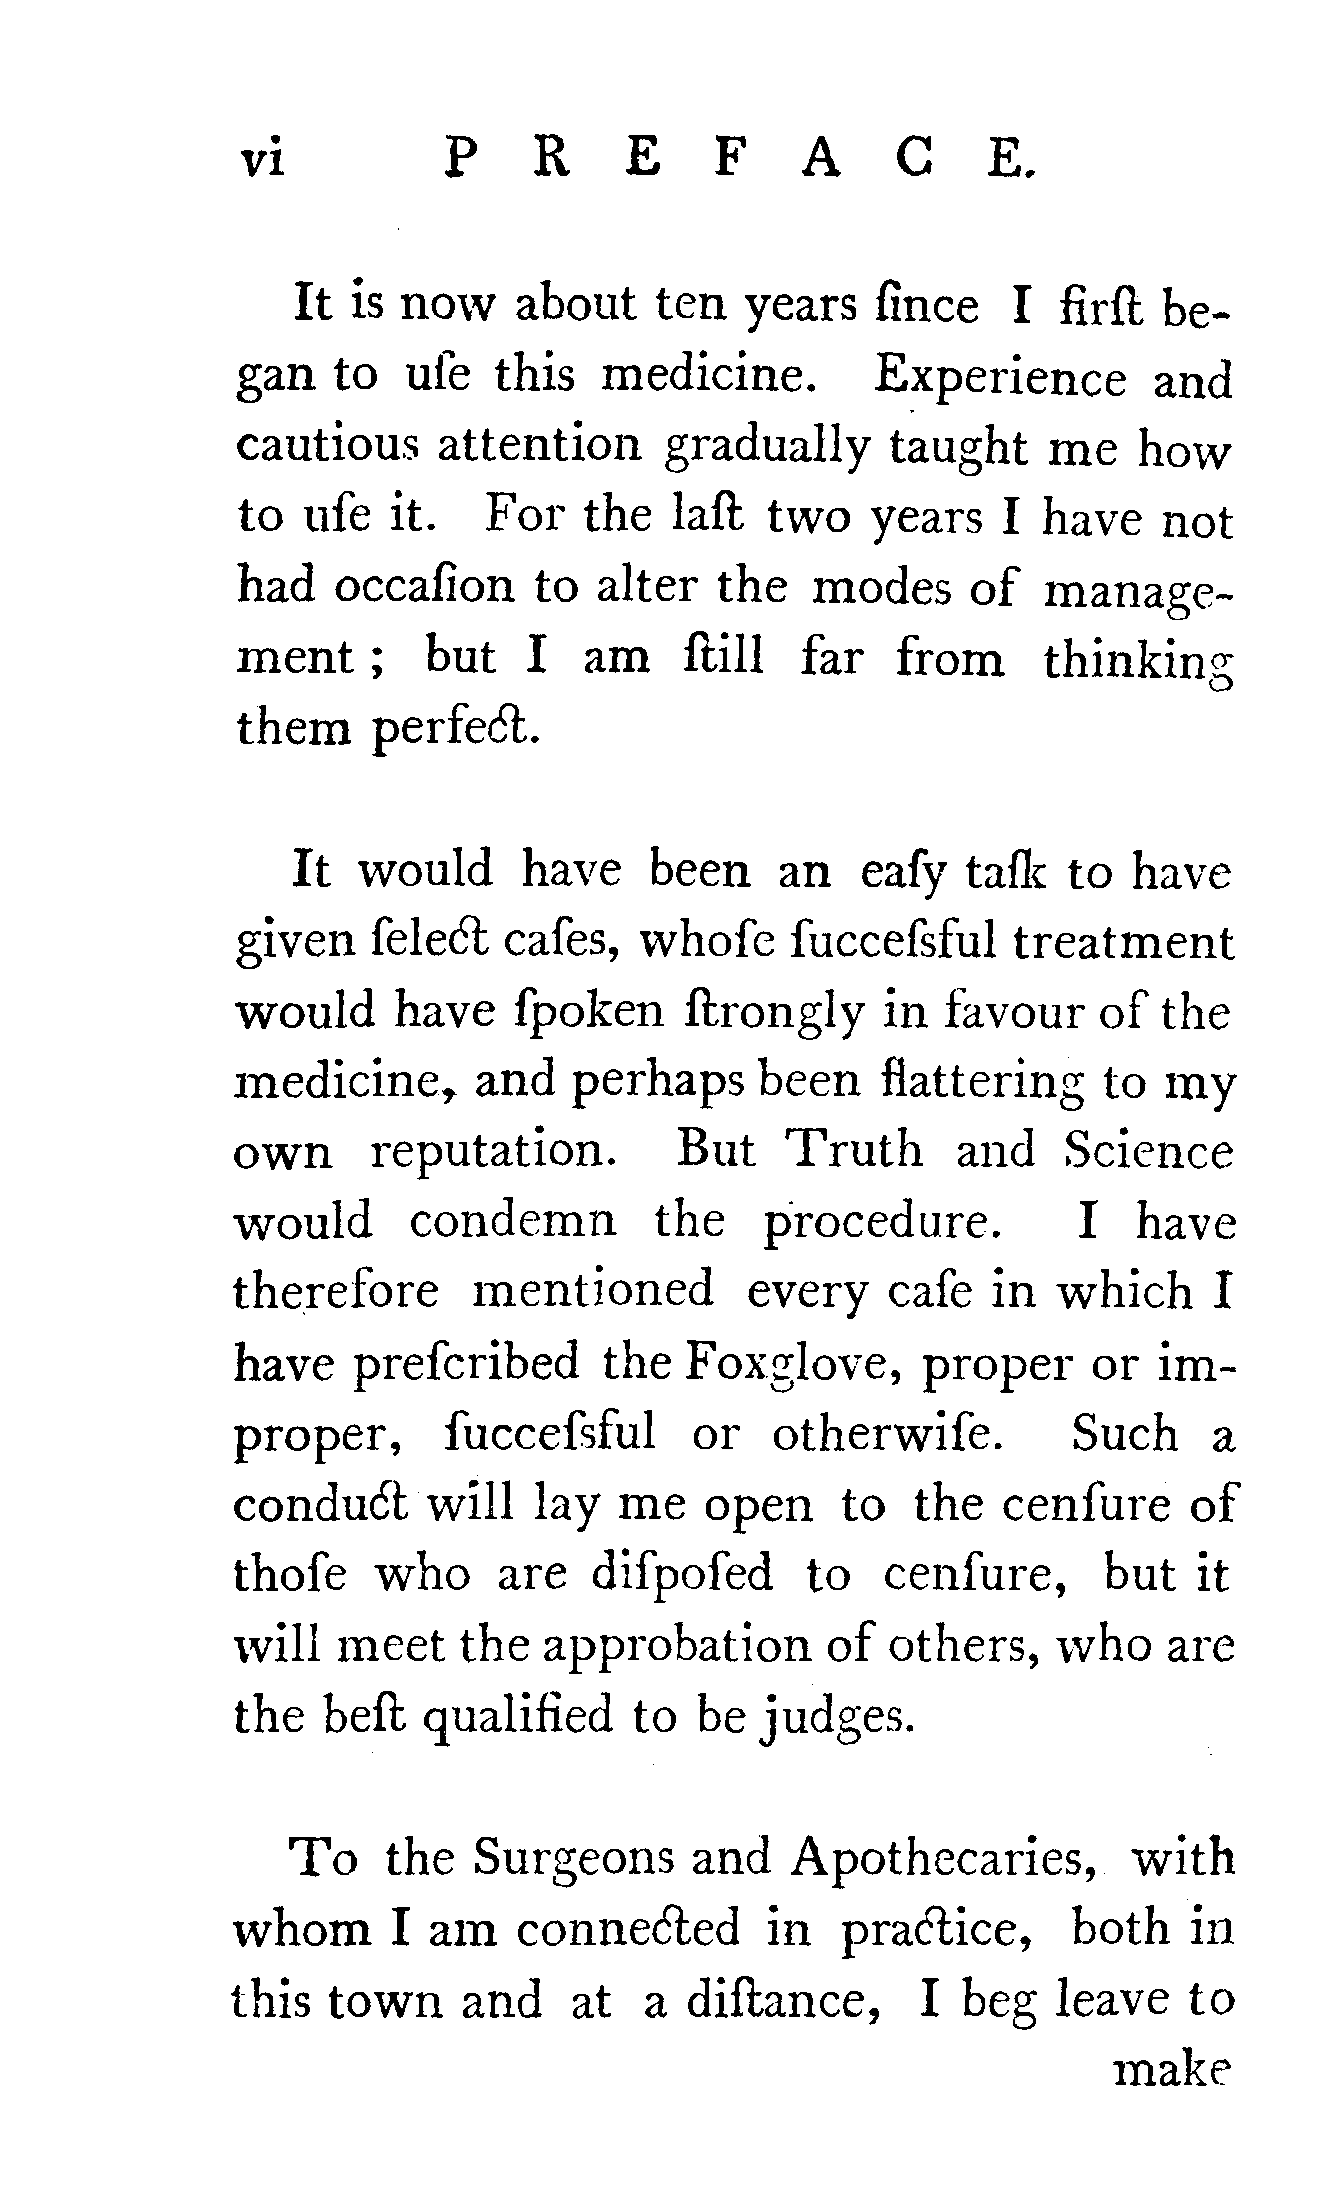 vi P R E F A C E.
It is now about ten years ſince I firſt be-
gan to uſe this medicine. Experience and
cautious attention gradually taught me how
to uſe it. For the laſt two years I have not
had occaſion to alter the modes of manage-
ment ; but I am ſtill far from thinking
them perfect.
It would have been an eaſy taſk to have
given ſelect caſes, whoſe ſucceſsful treatment
would have ſpoken ſtrongly in favour of the
medicine, and perhaps been flattering to my
own reputation. But Truth and Science
would condemn the procedure. I have
therefore mentioned every caſe in which I
have preſcribed the Foxglove, proper or im-
proper, ſucceſsful or otherwiſe. Such a
conduct will lay me open to the cenſure of
thoſe who are diſpoſed to cenſure, but it
will meet the approbation of others, who are
the beſt qualified to be judges.
To the Surgeons and Apothecaries, with
whom I am connected in practice, both in
this town and at a diſtance, I beg leave to
make